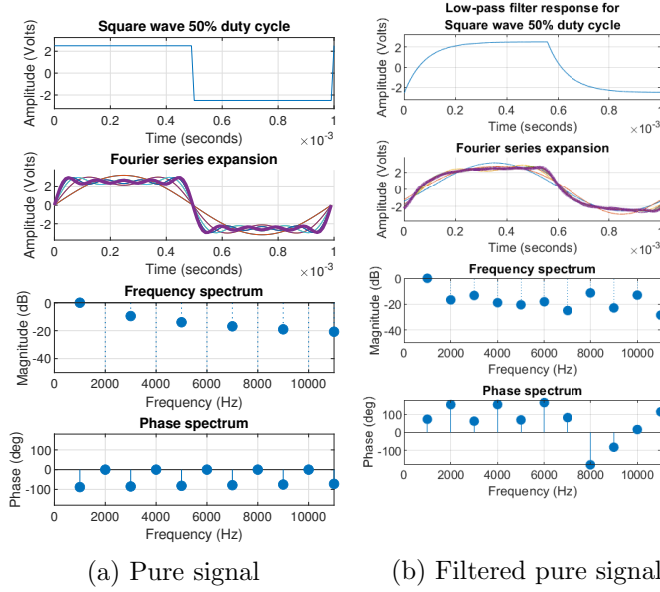 Square wave 50% duty cycle
Amplitude (Volts)
2
0
-2
0 0.2 0.4 0.6 0.8 1
Time (seconds) ×10⁻³
Fourier series expansion
Amplitude (Volts)
2
0
-2
0 0.2 0.4 0.6 0.8 1
Time (seconds) ×10⁻³
Frequency spectrum
Magnitude (dB)
0
-20
-40
0 2000 4000 6000 8000 10000
Frequency (Hz)
Phase spectrum
Phase (deg)
100
0
-100
0 2000 4000 6000 8000 10000
Frequency (Hz)
(a) Pure signal
Low-pass filter response for
Square wave 50% duty cycle
Amplitude (Volts)
2
0
-2
0 0.2 0.4 0.6 0.8 1
Time (seconds) ×10⁻³
Fourier series expansion
Amplitude (Volts)
2
0
-2
0 0.2 0.4 0.6 0.8 1
Time (seconds) ×10⁻³
Frequency spectrum
Magnitude (dB)
0
-20
-40
0 2000 4000 6000 8000 10000
Frequency (Hz)
Phase spectrum
Phase (deg)
100
0
-100
0 2000 4000 6000 8000 10000
Frequency (Hz)
(b) Filtered pure signal